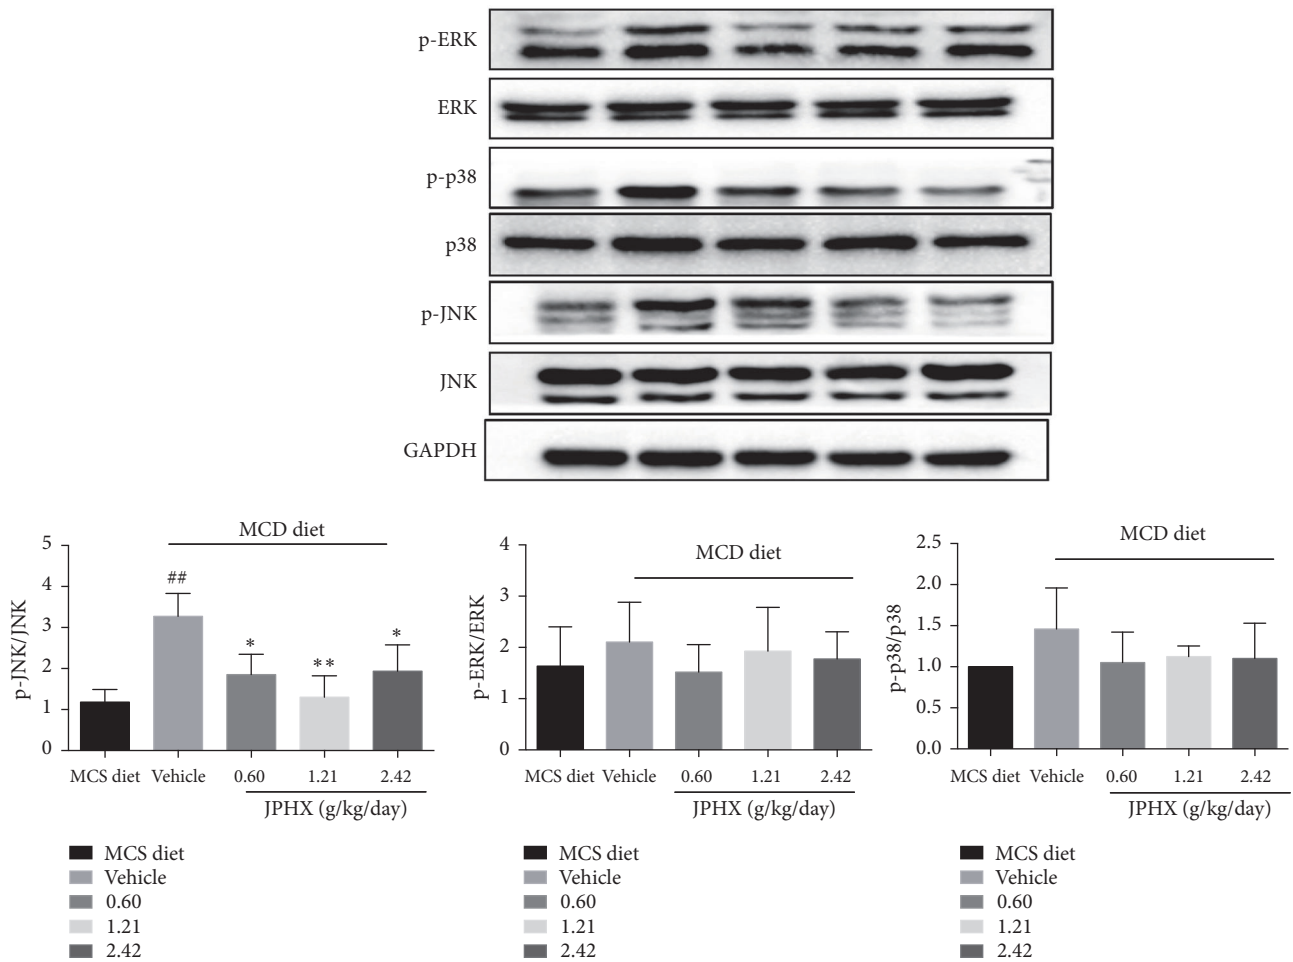 p-ERK
ERK
p-p38
p38
p-JNK
JNK
GAPDH
MCD diet
5
4
3
2
1
0
p-JNK/JNK
##
*
**
*
MCS diet Vehicle 0.60 1.21 2.42
JPHX (g/kg/day)
MCS diet
Vehicle
0.60
1.21
2.42
MCD diet
4
3
2
1
0
p-ERK/ERK
MCS diet Vehicle 0.60 1.21 2.42
JPHX (g/kg/day)
MCS diet
Vehicle
0.60
1.21
2.42
MCD diet
2.5
2.0
1.5
1.0
0.5
0.0
p-p38/p38
MCS diet Vehicle 0.60 1.21 2.42
JPHX (g/kg/day)
MCS diet
Vehicle
0.60
1.21
2.42